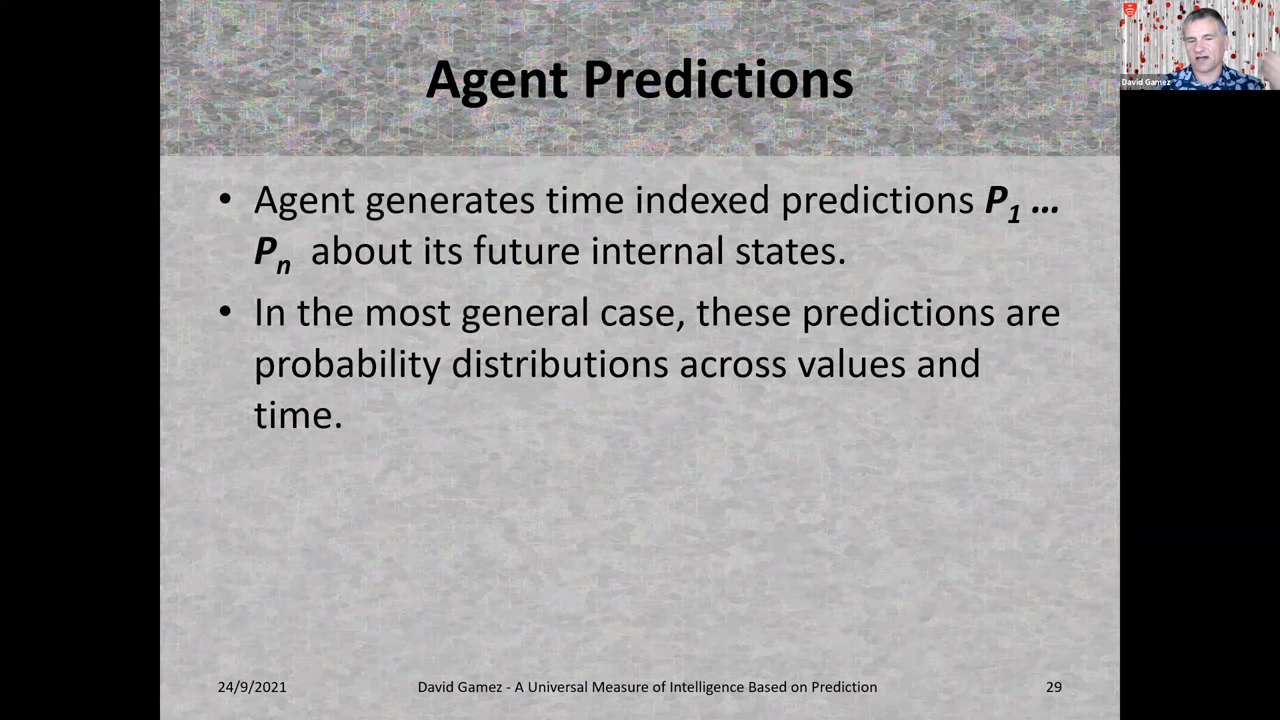 Agent Predictions
David Gamez
• Agent generates time indexed predictions P1 …
Pn about its future internal states.
• In the most general case, these predictions are
probability distributions across values and
time.
24/9/2021
David Gamez - A Universal Measure of Intelligence Based on Prediction
29